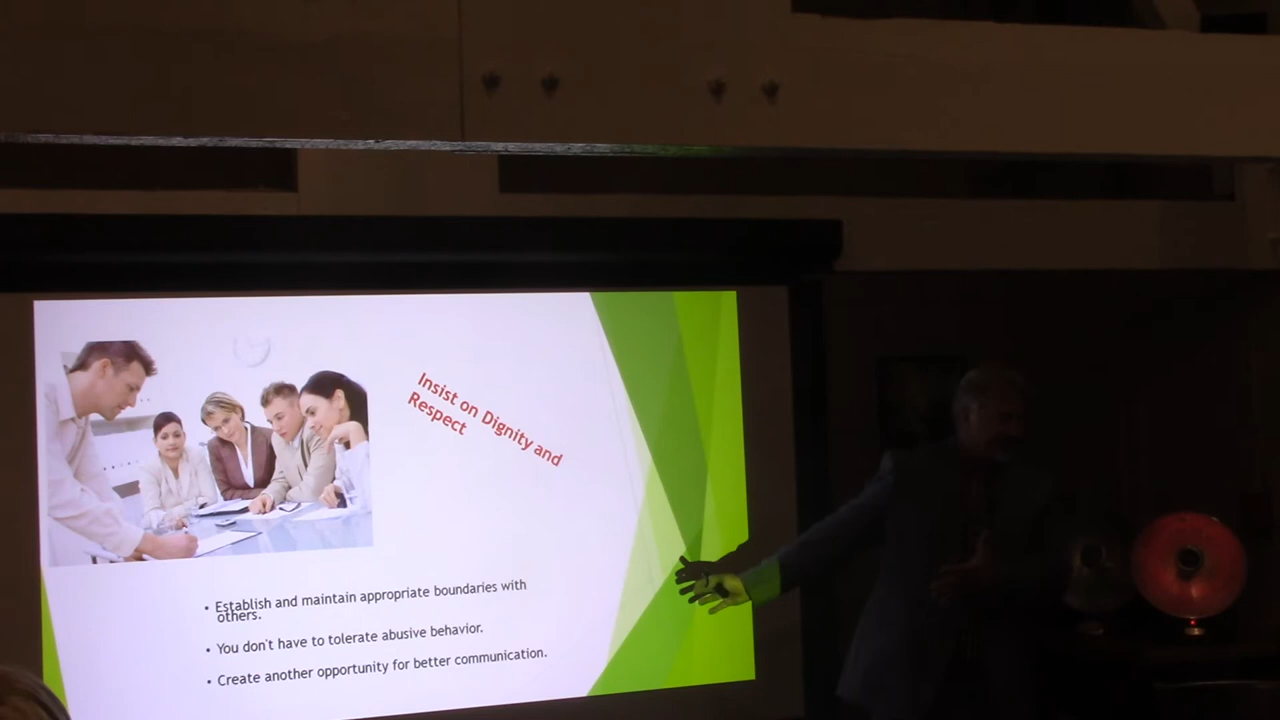 Insist on Dignity and
Respect
• Establish and maintain appropriate boundaries with
others.
• You don't have to tolerate abusive behavior.
• Create another opportunity for better communication.